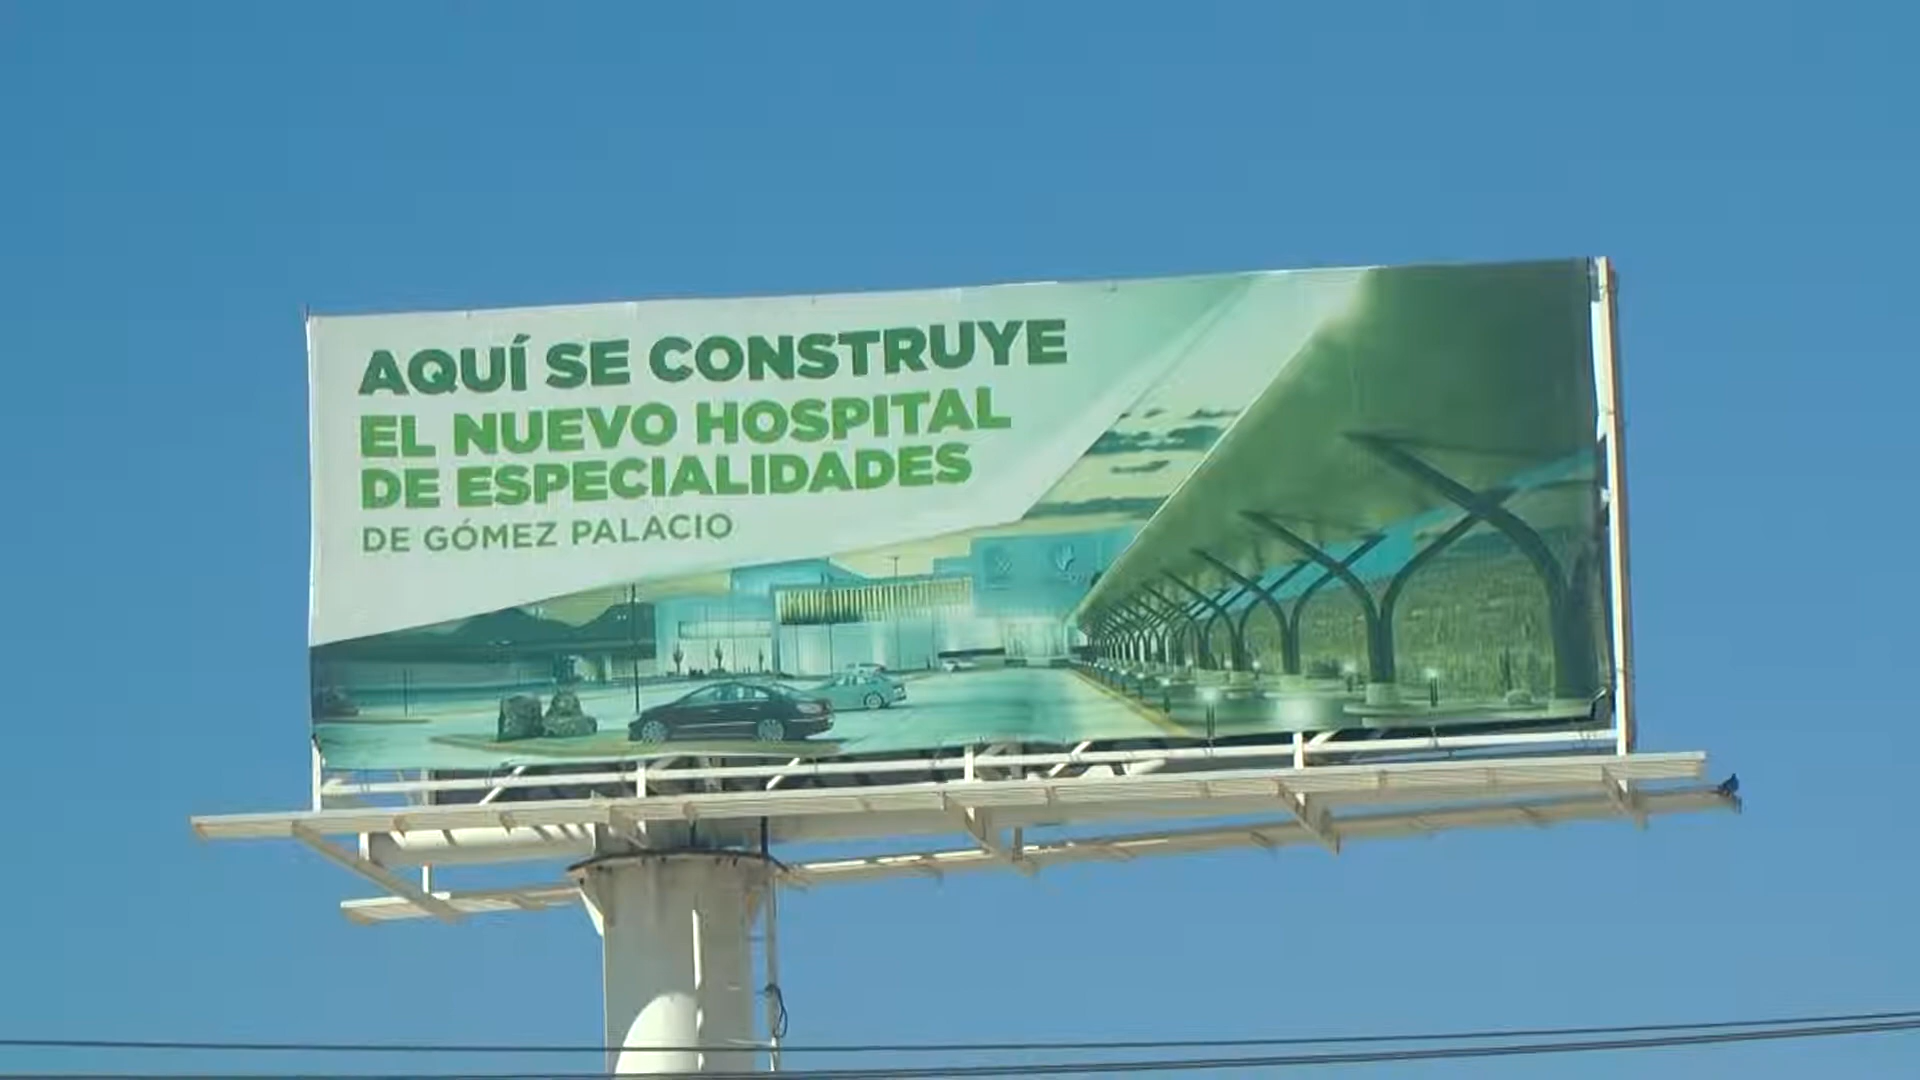 AQUÍ SE CONSTRUYE
EL NUEVO HOSPITAL
DE ESPECIALIDADES
DE GÓMEZ PALACIO